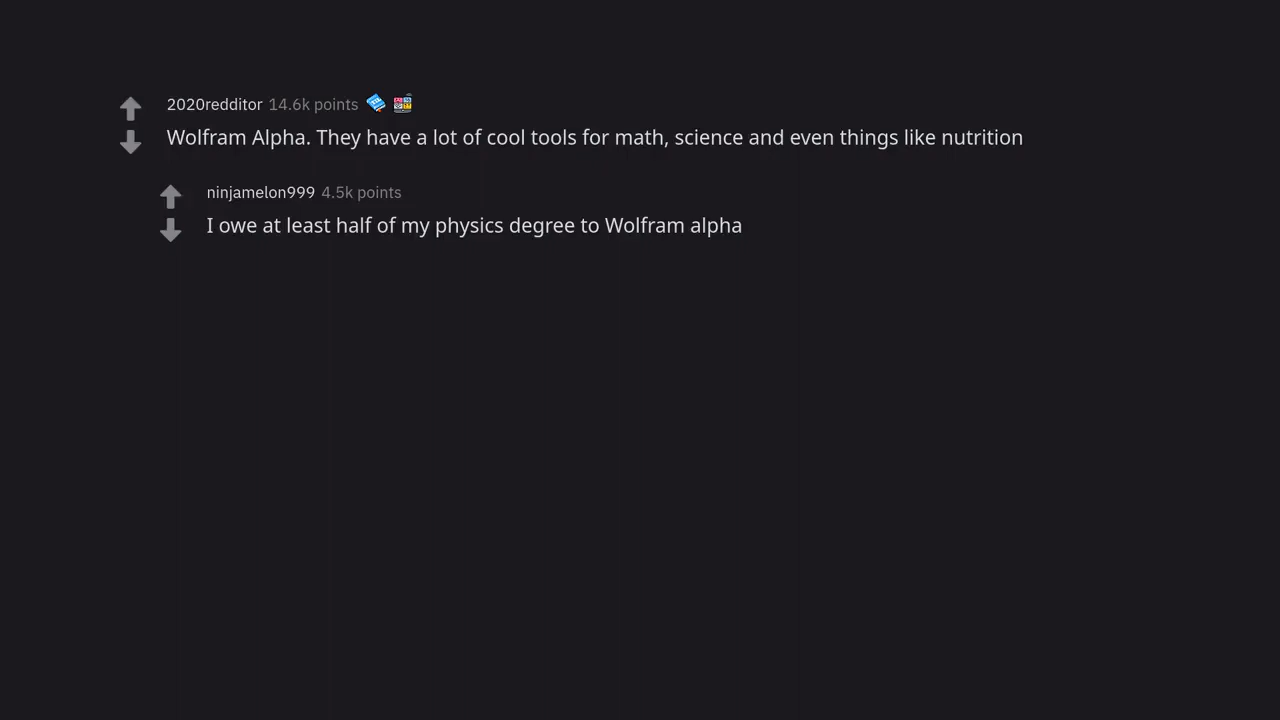 2020redditor 14.6k points
Wolfram Alpha. They have a lot of cool tools for math, science and even things like nutrition
ninjamelon999 4.5k points
I owe at least half of my physics degree to Wolfram alpha